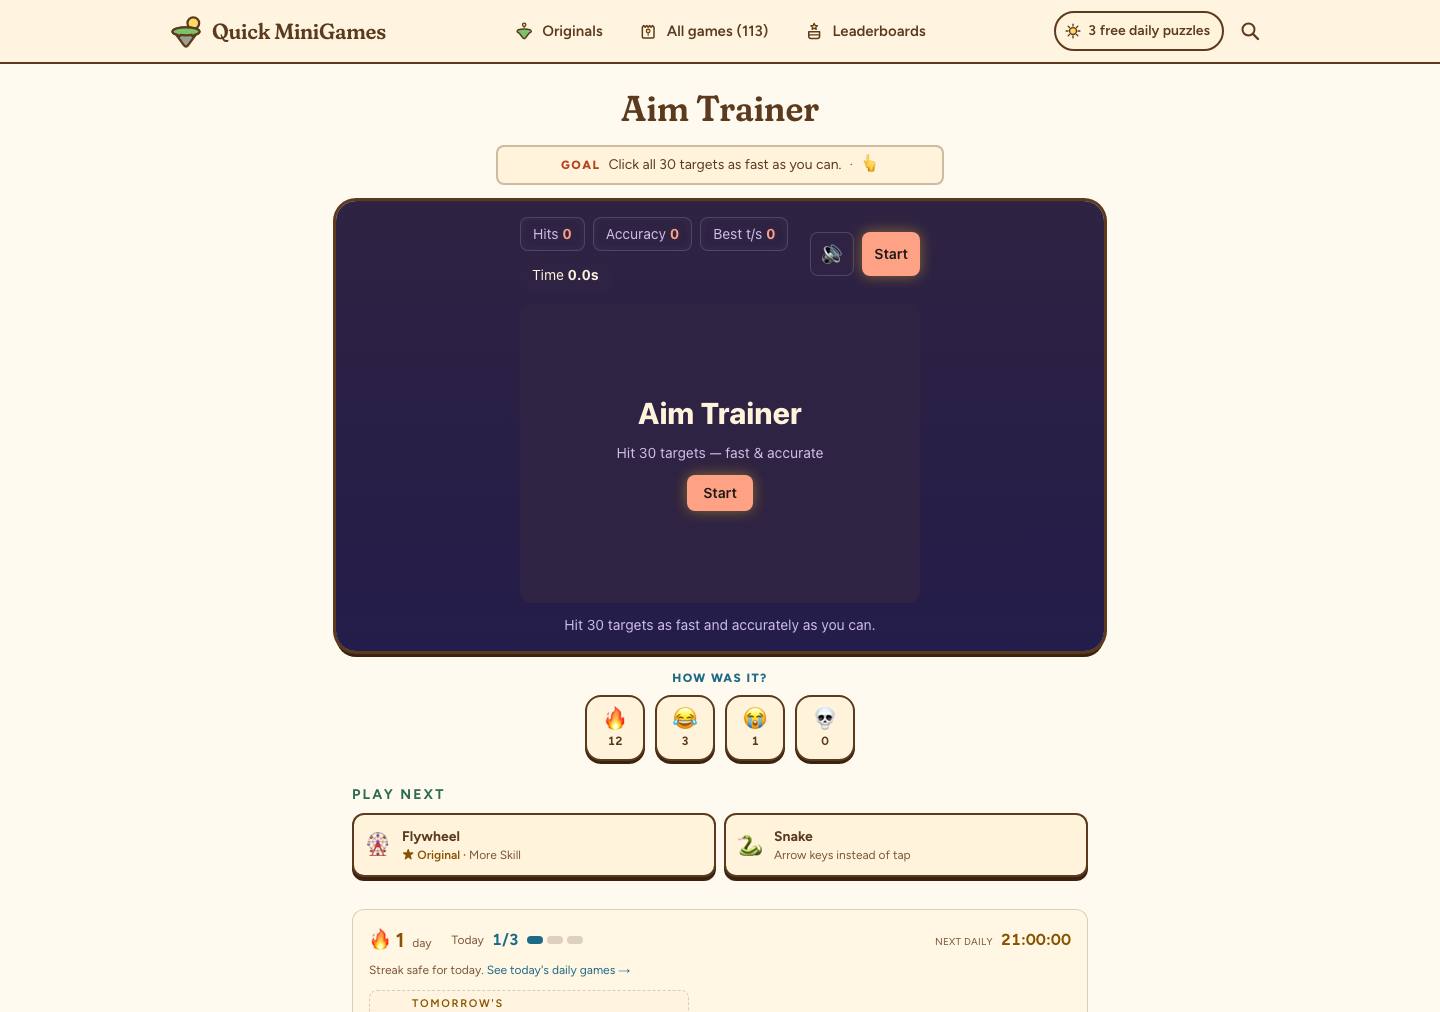 Quick MiniGames
Originals
All games (113)
Leaderboards
3 free daily puzzles
Aim Trainer
GOAL Click all 30 targets as fast as you can. ·
Hits 0
Accuracy 0
Best t/s 0
Time 0.0s
Start
Aim Trainer
Hit 30 targets — fast & accurate
Start
Hit 30 targets as fast and accurately as you can.
HOW WAS IT?
12
3
1
0
PLAY NEXT
Flywheel
Original · More Skill
Snake
Arrow keys instead of tap
1 day
Today 1/3
NEXT DAILY 21:00:00
Streak safe for today. See today's daily games →
TOMORROW'S